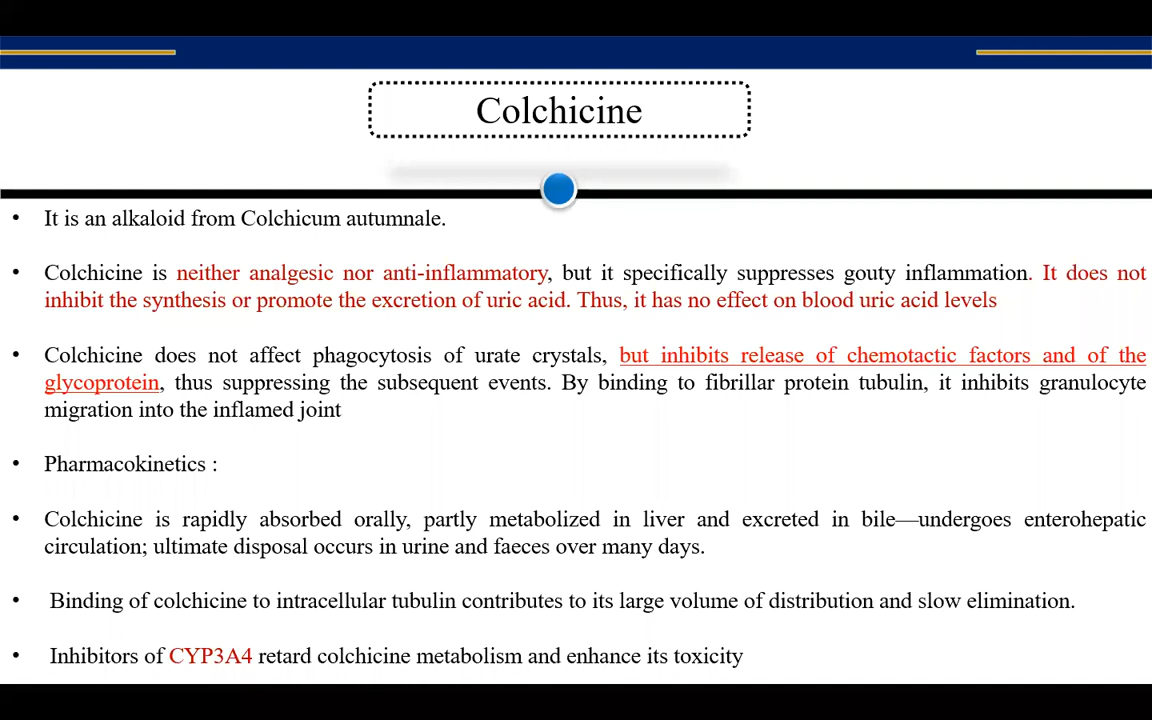 Colchicine
• It is an alkaloid from Colchicum autumnale.
• Colchicine is neither analgesic nor anti-inflammatory, but it specifically suppresses gouty inflammation. It does not
inhibit the synthesis or promote the excretion of uric acid. Thus, it has no effect on blood uric acid levels
• Colchicine does not affect phagocytosis of urate crystals, but inhibits release of chemotactic factors and of the
glycoprotein, thus suppressing the subsequent events. By binding to fibrillar protein tubulin, it inhibits granulocyte
migration into the inflamed joint
• Pharmacokinetics :
• Colchicine is rapidly absorbed orally, partly metabolized in liver and excreted in bile—undergoes enterohepatic
circulation; ultimate disposal occurs in urine and faeces over many days.
• Binding of colchicine to intracellular tubulin contributes to its large volume of distribution and slow elimination.
• Inhibitors of CYP3A4 retard colchicine metabolism and enhance its toxicity